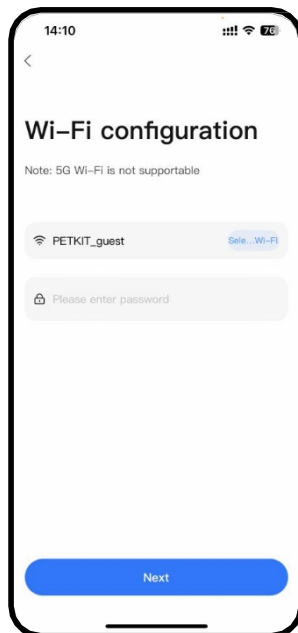 14:10
76
Wi-Fi configuration
Note: 5G Wi-Fi is not supportable
PETKIT_guest
Sele...Wi-Fi
Please enter password
Next